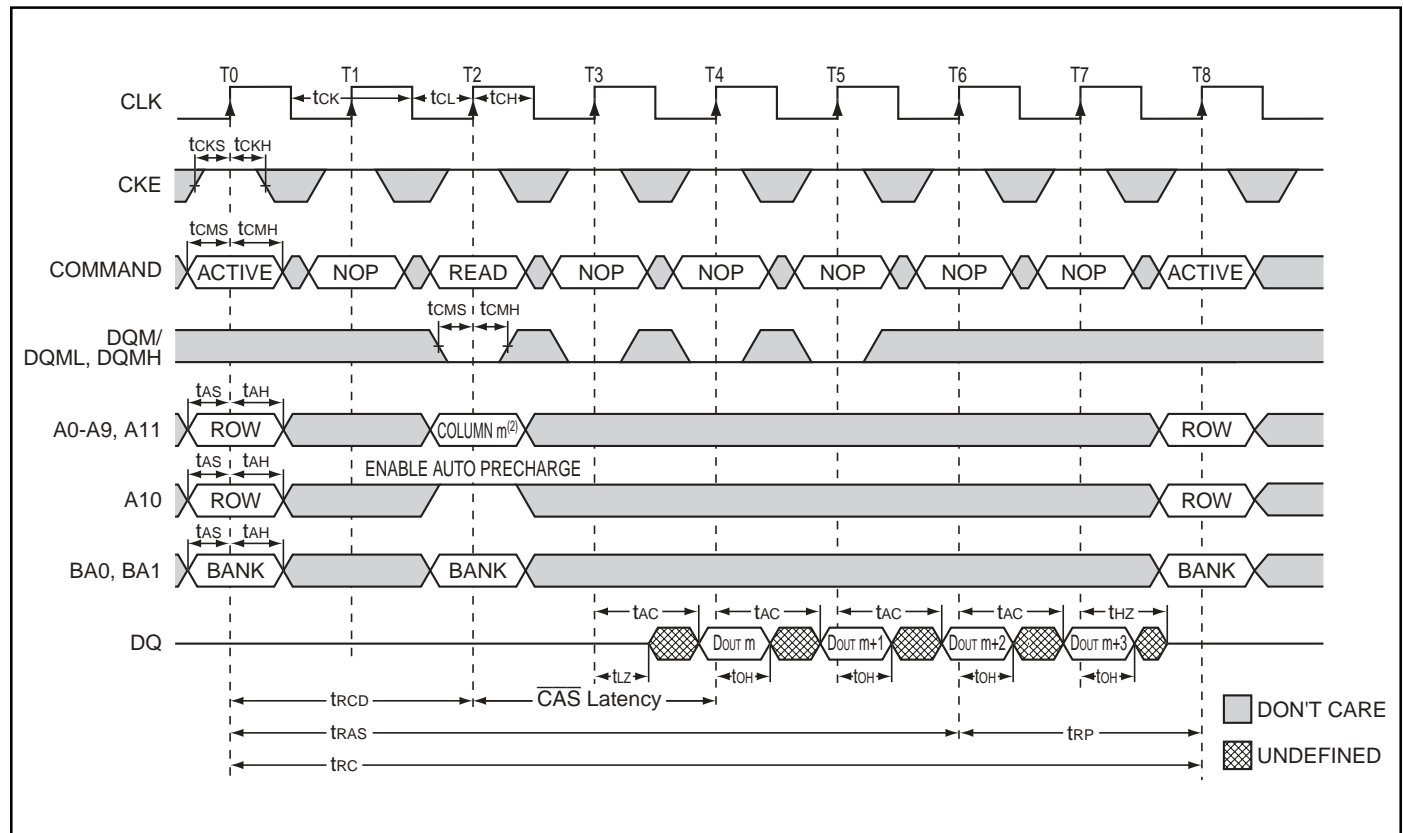 T0 T1 T2 T3 T4 T5 T6 T7 T8
CLK tCK tCL tCH
tCKS tCKH
CKE
tCMS tCMH
COMMAND ACTIVE NOP READ NOP NOP NOP NOP NOP ACTIVE
tCMS tCMH
DQM/
DQML, DQMH
tAS tAH
A0-A9, A11 ROW COLUMN m(2) ROW
tAS tAH ENABLE AUTO PRECHARGE
A10 ROW ROW
tAS tAH
BA0, BA1 BANK BANK BANK
tAC tAC tAC tAC tHZ
DQ DOUT m DOUT m+1 DOUT m+2 DOUT m+3
tLZ tOH tOH tOH tOH
tRCD CAS Latency
DON'T CARE
tRAS tRP
UNDEFINED
tRC